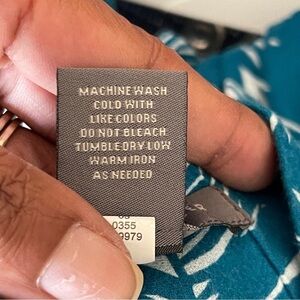 MACHINE WASH
COLD WITH
LIKE COLORS
DO NOT BLEACH
TUMBLE DRY LOW
WARM IRON
AS NEEDED
0355
9979